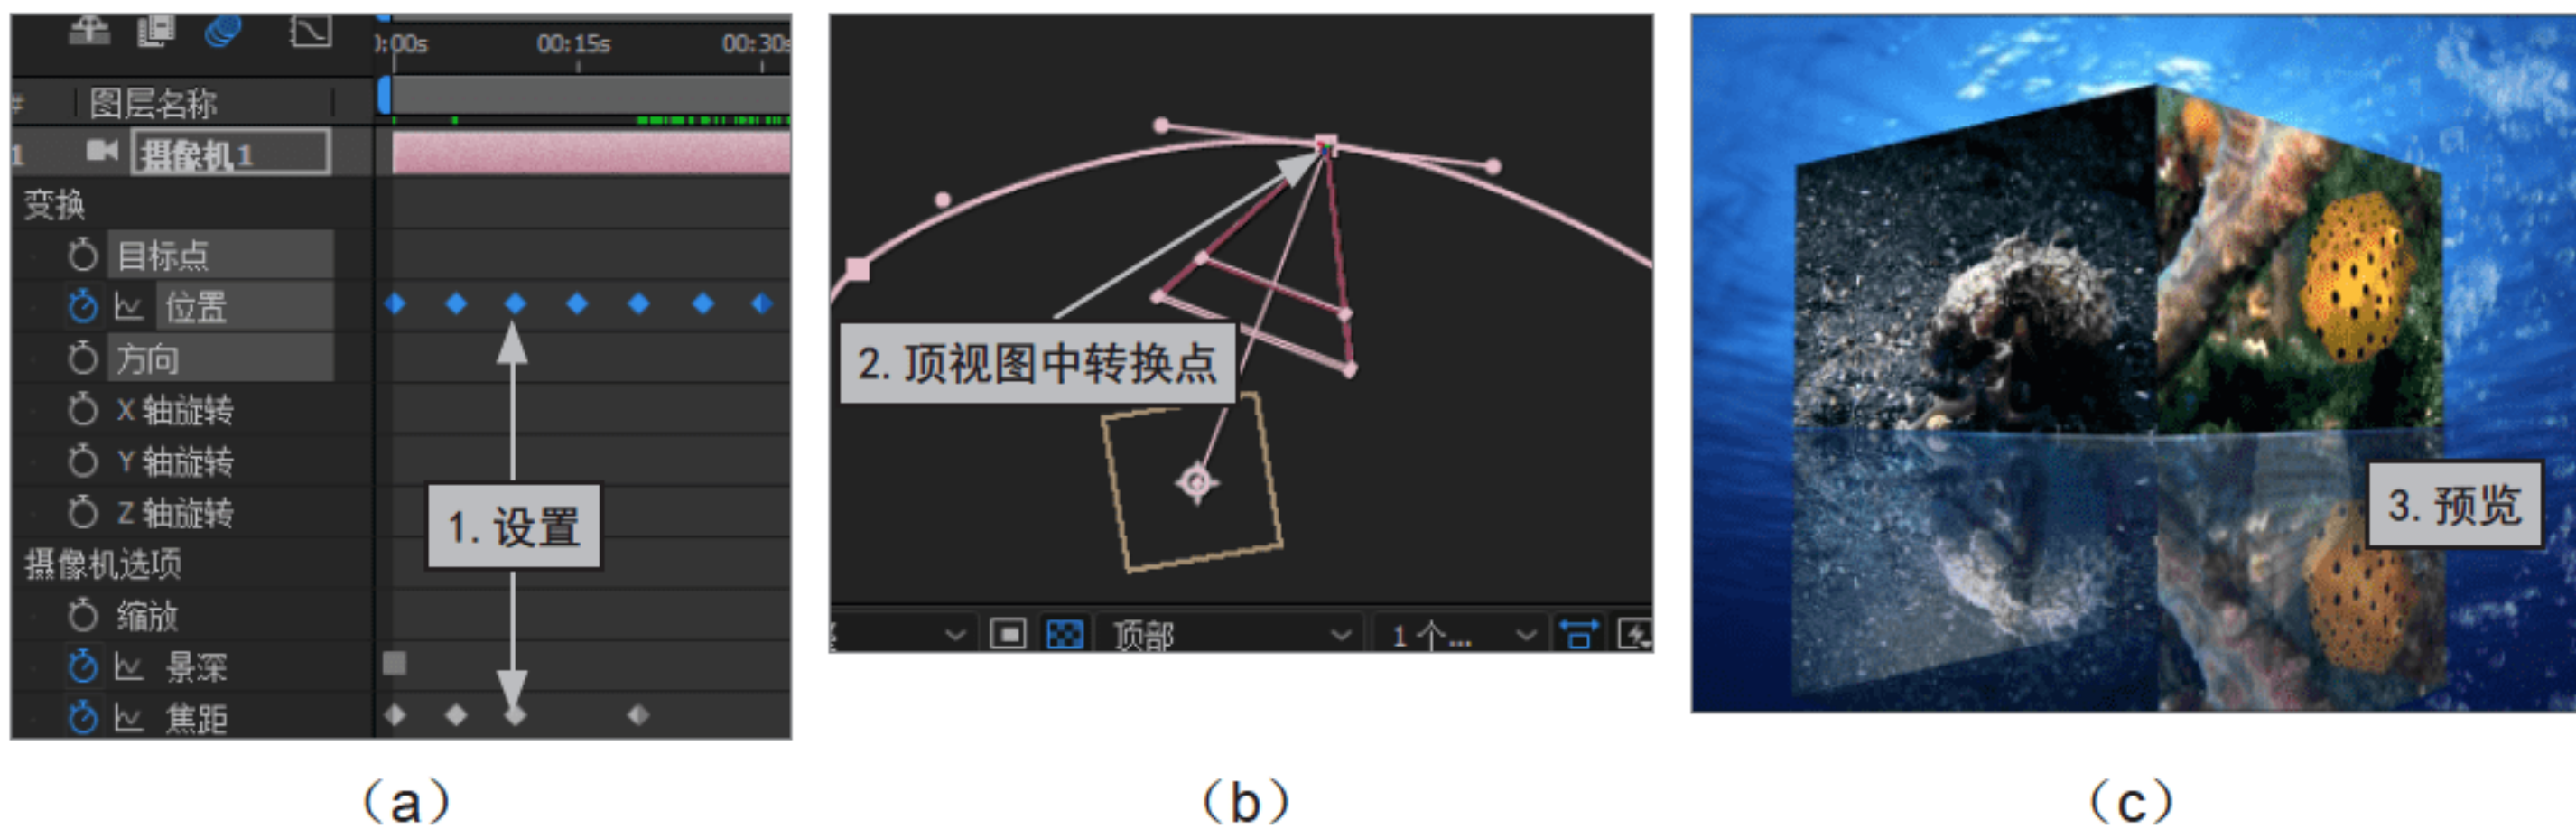 :00s 00:15s 00:30s
# 图层名称
1 摄像机 1
变换
目标点
位置
方向
X 轴旋转
Y 轴旋转
Z 轴旋转
摄像机选项
缩放
景深
焦距
1. 设置
(a)
2. 顶视图中转换点
顶部 1 个...
(b)
3. 预览
(c)